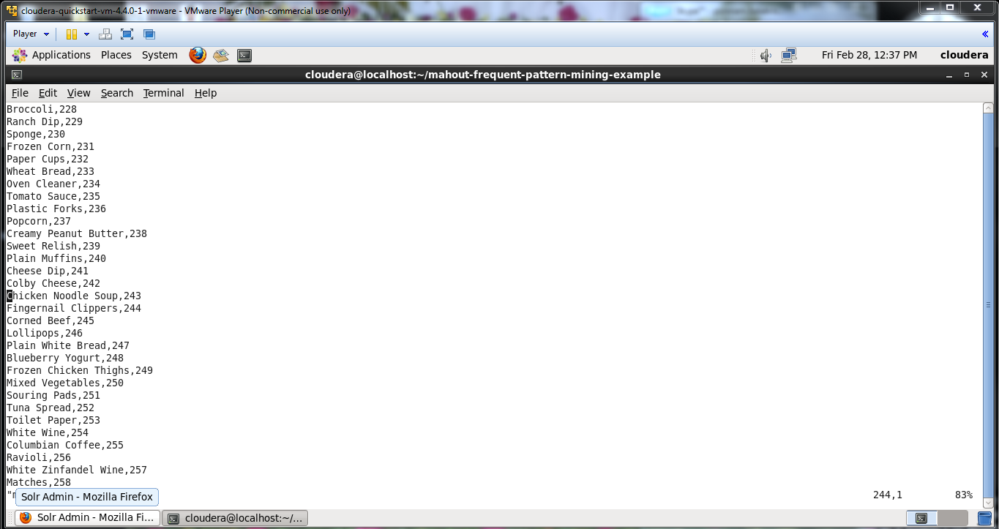 cloudera-quickstart-vm-4.4.0-1-vmware - VMware Player (Non-commercial use only)
Player
Applications Places System Fri Feb 28, 12:37 PM cloudera
cloudera@localhost:~/mahout-frequent-pattern-mining-example
File Edit View Search Terminal Help
Broccoli,228
Ranch Dip,229
Sponge,230
Frozen Corn,231
Paper Cups,232
Wheat Bread,233
Oven Cleaner,234
Tomato Sauce,235
Plastic Forks,236
Popcorn,237
Creamy Peanut Butter,238
Sweet Relish,239
Plain Muffins,240
Cheese Dip,241
Colby Cheese,242
Chicken Noodle Soup,243
Fingernail Clippers,244
Corned Beef,245
Lollipops,246
Plain White Bread,247
Blueberry Yogurt,248
Frozen Chicken Thighs,249
Mixed Vegetables,250
Souring Pads,251
Tuna Spread,252
Toilet Paper,253
White Wine,254
Columbian Coffee,255
Ravioli,256
White Zinfandel Wine,257
Matches,258
244,1 83%
Solr Admin - Mozilla Firefox
Solr Admin - Mozilla Fi... cloudera@localhost:~/...